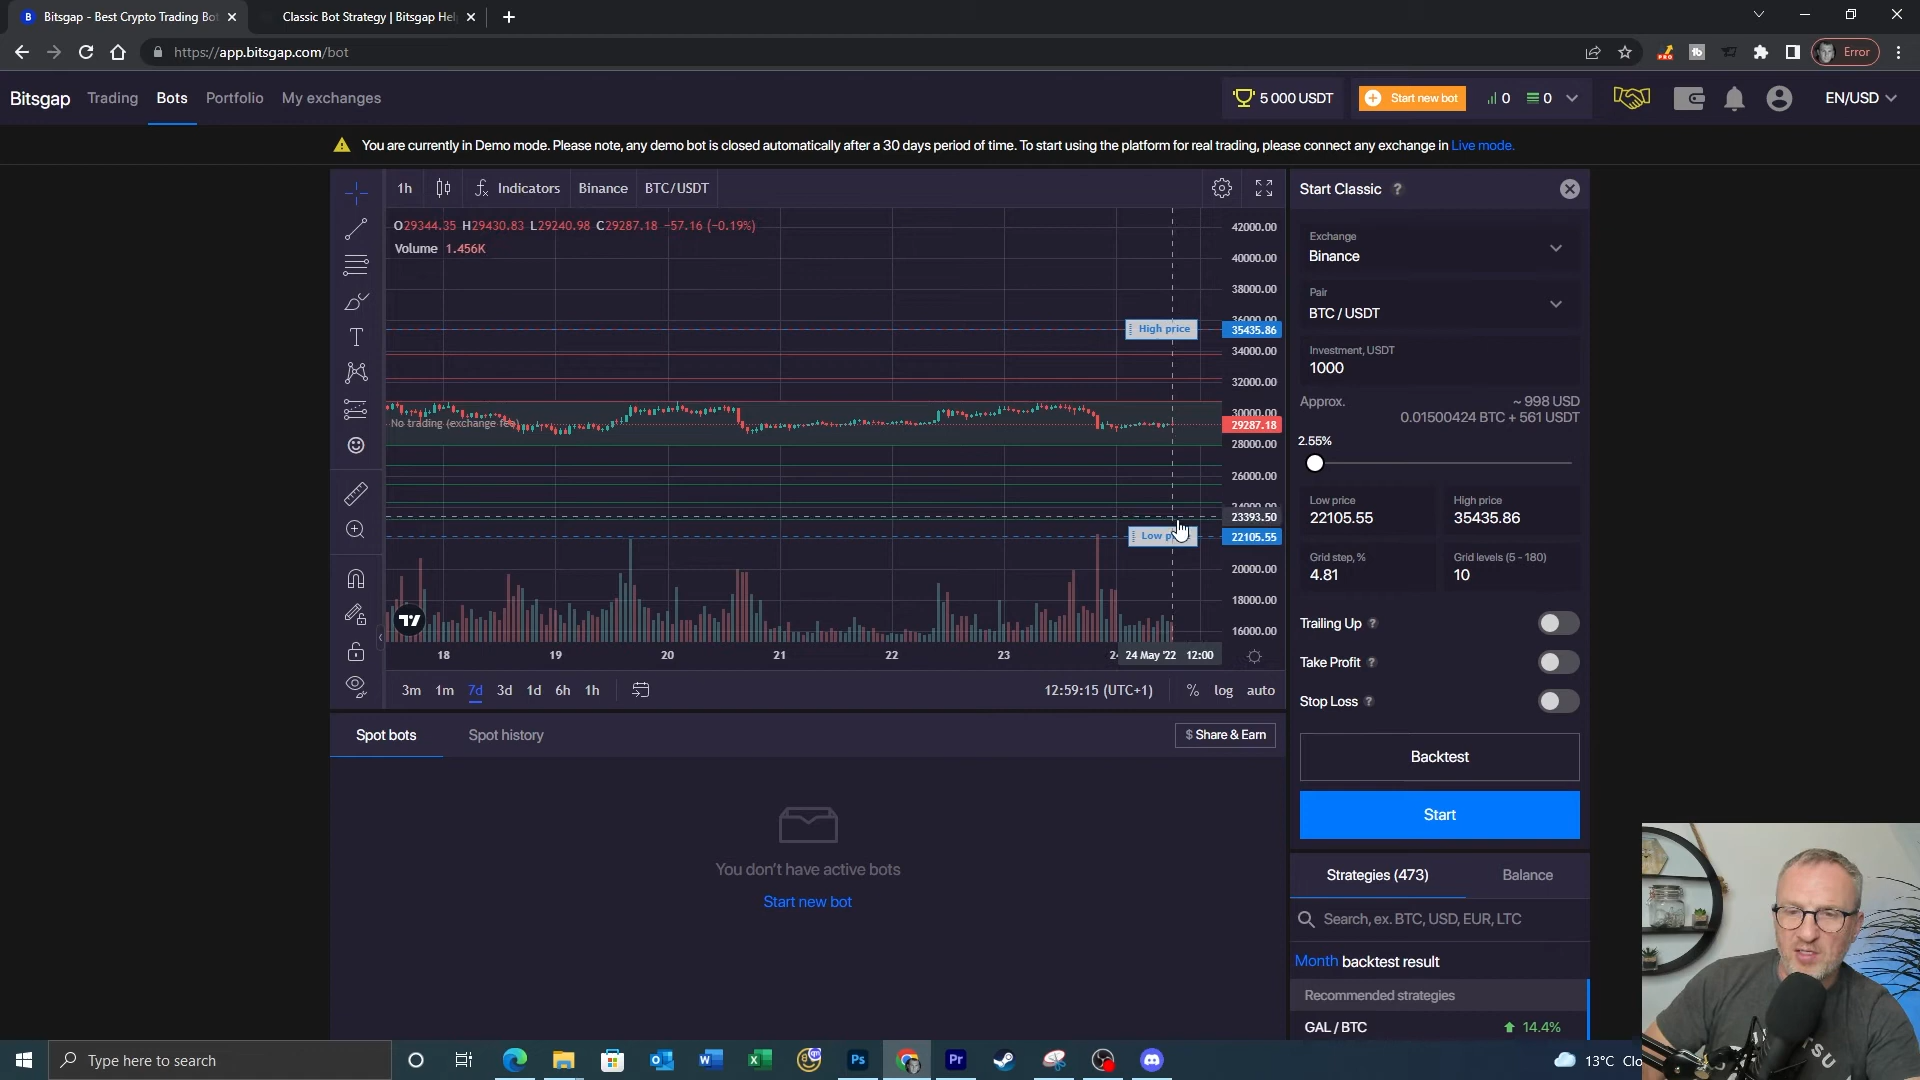 Bitsgap - Best Crypto Trading Bot
Classic Bot Strategy | Bitsgap Hel
https://app.bitsgap.com/bot
Error
Bitsgap
Trading
Bots
Portfolio
My exchanges
5 000 USDT
Start new bot
0
0
EN/USD
You are currently in Demo mode. Please note, any demo bot is closed automatically after a 30 days period of time. To start using the platform for real trading, please connect any exchange in Live mode.
1h
Indicators
Binance
BTC/USDT
O29344.35 H29430.83 L29240.98 C29287.18 −57.16 (−0.19%)
Volume 1.456K
No trading (exchange fee)
High price
Low p
42000.00
40000.00
38000.00
36000.00
35435.86
34000.00
32000.00
30000.00
29287.18
28000.00
26000.00
24000.00
23393.50
22105.55
20000.00
18000.00
16000.00
18
19
20
21
22
23
24 May '22 12:00
3m
1m
7d
3d
1d
6h
1h
12:59:15 (UTC+1)
%
log
auto
Spot bots
Spot history
$ Share & Earn
You don't have active bots
Start new bot
Start Classic ?
Exchange
Binance
Pair
BTC / USDT
Investment, USDT
1000
Approx.
~ 998 USD
0.01500424 BTC + 561 USDT
2.55%
Low price
22105.55
High price
35435.86
Grid step, %
4.81
Grid levels (5 - 180)
10
Trailing Up ?
Take Profit ?
Stop Loss ?
Backtest
Start
Strategies (473)
Balance
Search, ex. BTC, USD, EUR, LTC
Month backtest result
Recommended strategies
GAL / BTC
14.4%
Type here to search
13°C Clo